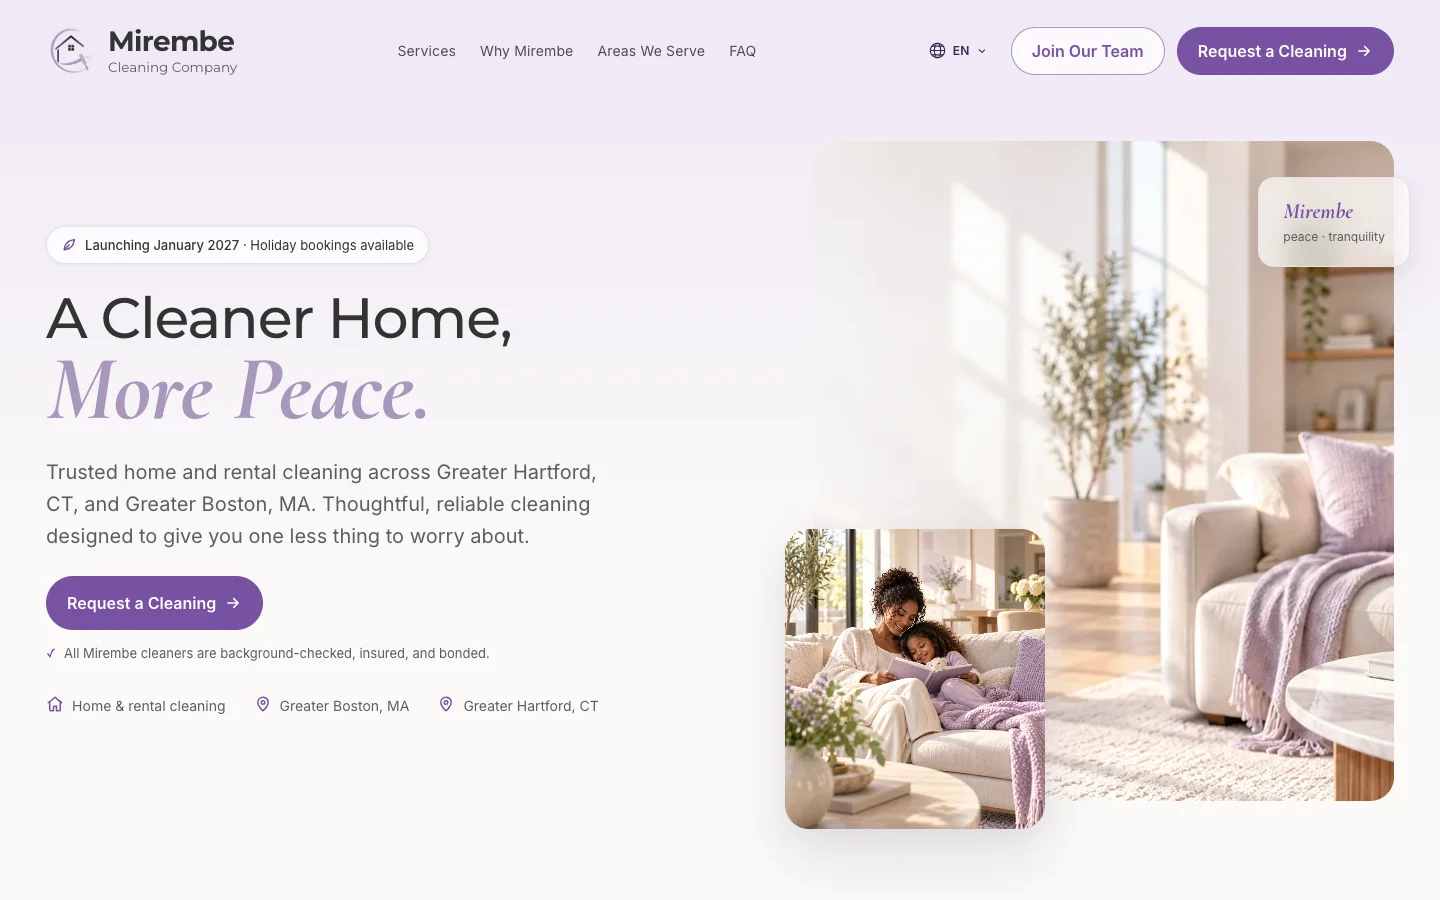 Mirembe
Cleaning Company
Services
Why Mirembe
Areas We Serve
FAQ
EN
Join Our Team
Request a Cleaning →
Mirembe
peace · tranquility
Launching January 2027 · Holiday bookings available
A Cleaner Home,
More Peace.
Trusted home and rental cleaning across Greater Hartford,
CT, and Greater Boston, MA. Thoughtful, reliable cleaning
designed to give you one less thing to worry about.
Request a Cleaning →
✓ All Mirembe cleaners are background-checked, insured, and bonded.
Home & rental cleaning
Greater Boston, MA
Greater Hartford, CT